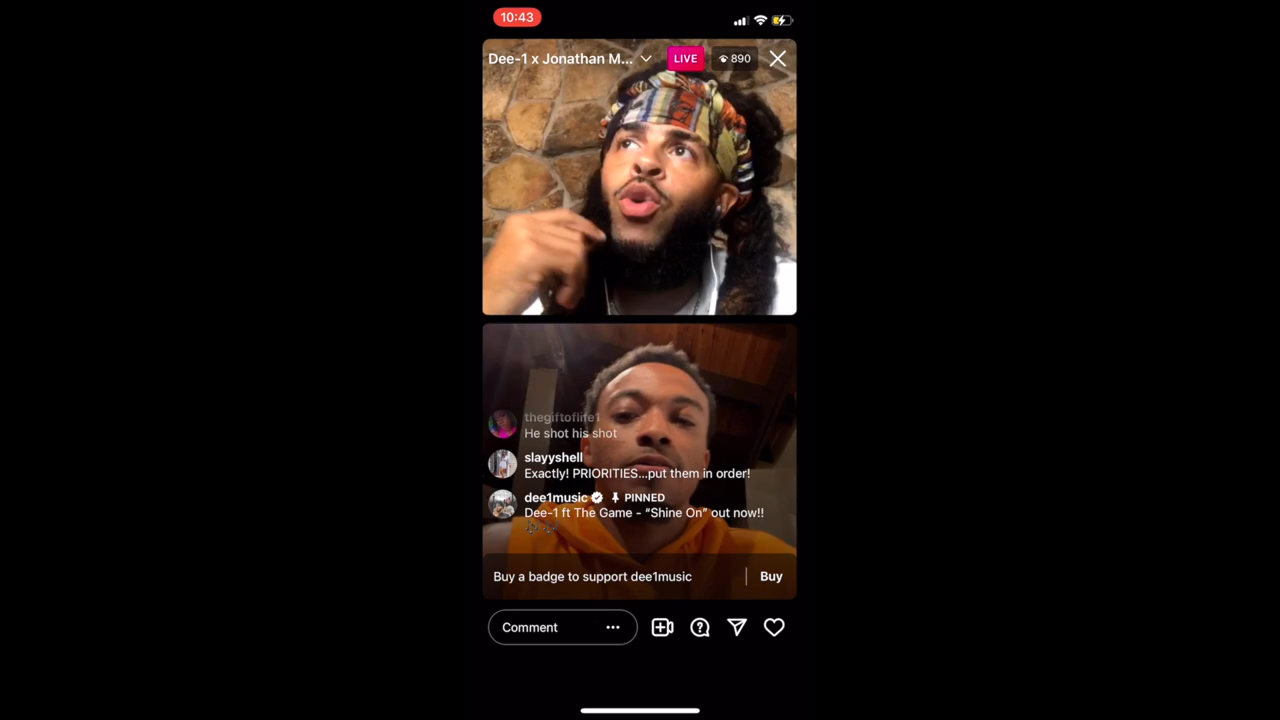 10:43
Dee-1 x Jonathan M...
LIVE
890
thegiftoflife1
He shot his shot
slayyshell
Exactly! PRIORITIES...put them in order!
dee1music PINNED
Dee-1 ft The Game - “Shine On” out now!!
Buy a badge to support dee1music
Buy
Comment